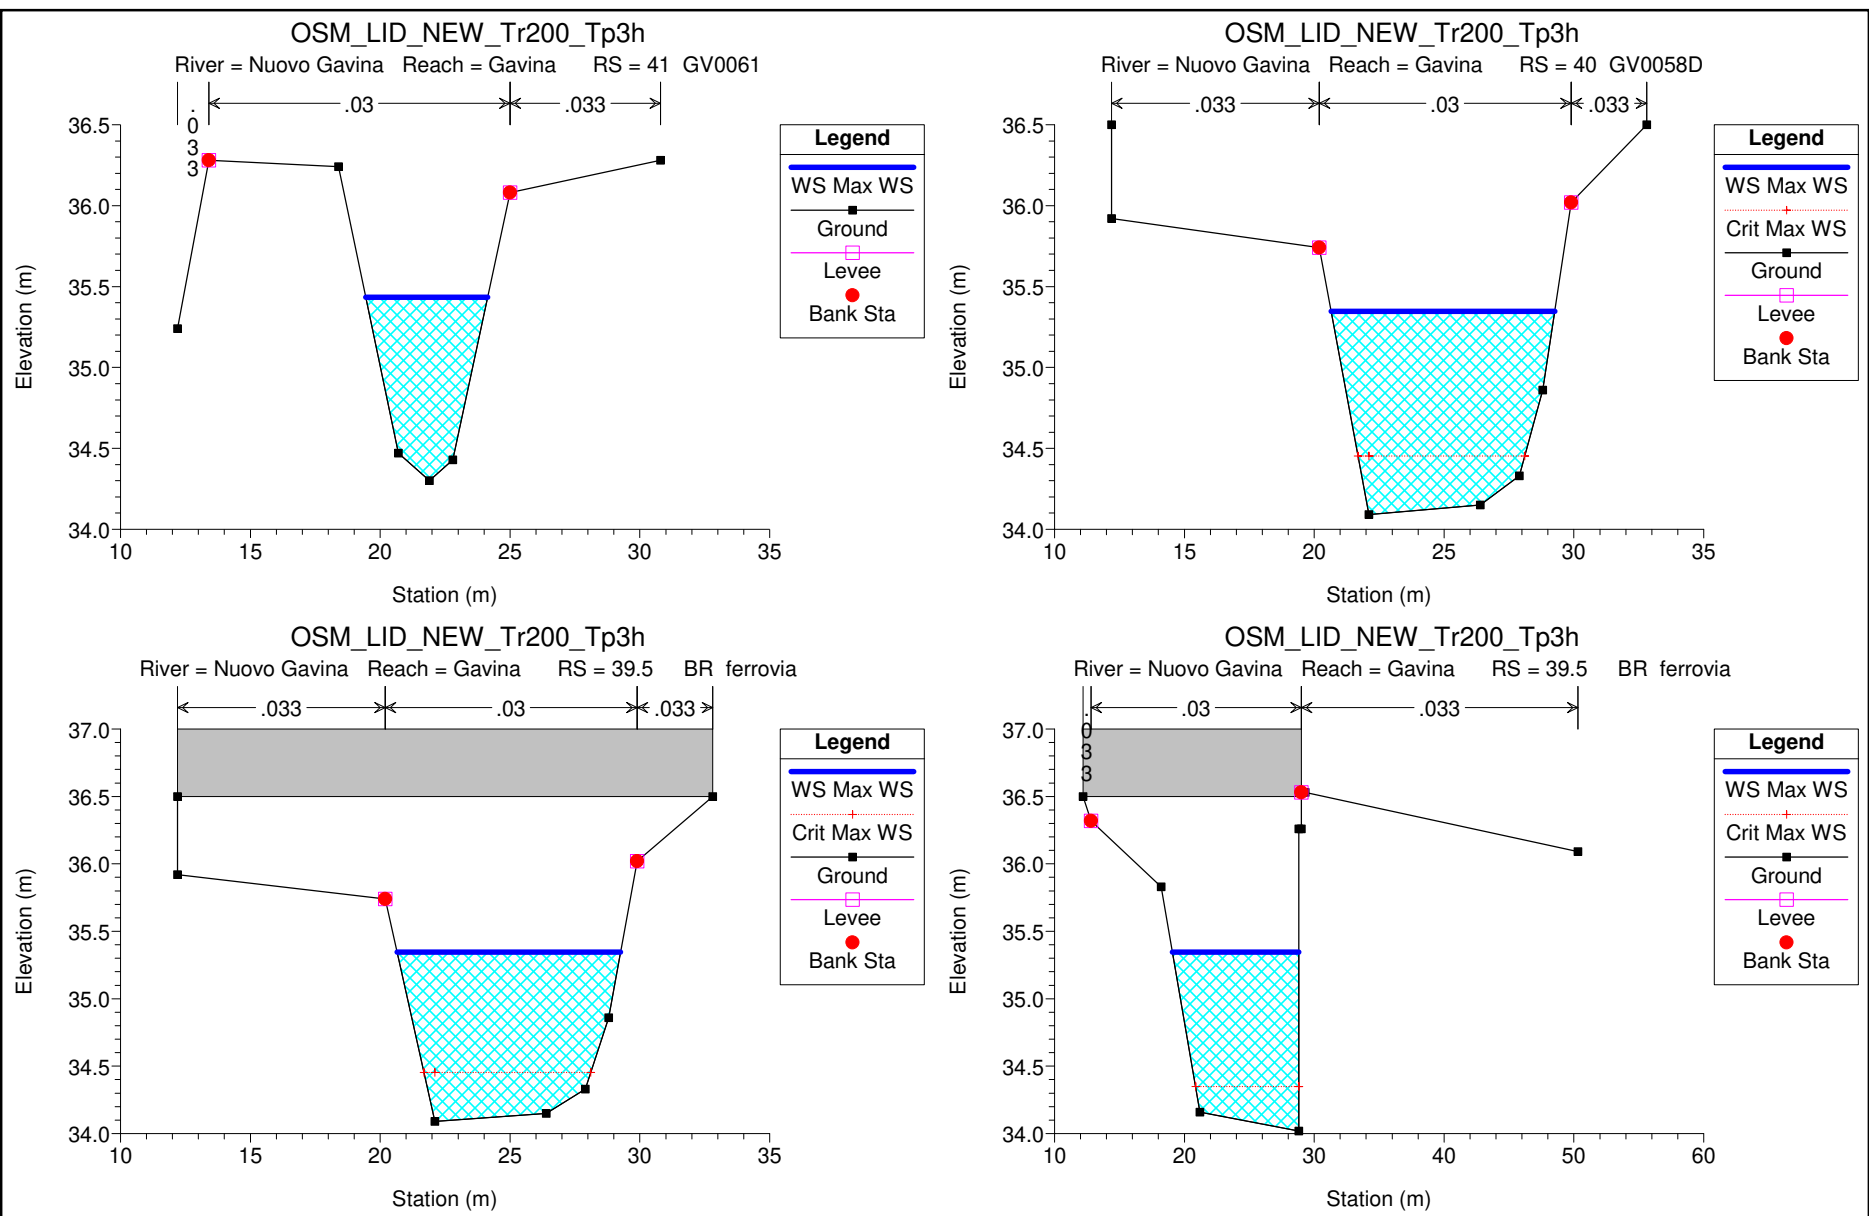 OSM_LID_NEW_Tr200_Tp3h
River = Nuovo Gavina Reach = Gavina RS = 41 GV0061
.033 .03 .033
36.5
36.0
35.5
35.0
34.5
34.0
10 15 20 25 30 35
Station (m)
Elevation (m)
Legend
WS Max WS
Ground
Levee
Bank Sta
OSM_LID_NEW_Tr200_Tp3h
River = Nuovo Gavina Reach = Gavina RS = 40 GV0058D
.033 .03 .033
36.5
36.0
35.5
35.0
34.5
34.0
10 15 20 25 30 35
Station (m)
Elevation (m)
Legend
WS Max WS
Crit Max WS
Ground
Levee
Bank Sta
OSM_LID_NEW_Tr200_Tp3h
River = Nuovo Gavina Reach = Gavina RS = 39.5 BR ferrovia
.033 .03 .033
37.0
36.5
36.0
35.5
35.0
34.5
34.0
10 15 20 25 30 35
Station (m)
Elevation (m)
Legend
WS Max WS
Crit Max WS
Ground
Levee
Bank Sta
OSM_LID_NEW_Tr200_Tp3h
River = Nuovo Gavina Reach = Gavina RS = 39.5 BR ferrovia
.033 .03 .033
37.0
36.5
36.0
35.5
35.0
34.5
34.0
10 20 30 40 50 60
Station (m)
Elevation (m)
Legend
WS Max WS
Crit Max WS
Ground
Levee
Bank Sta